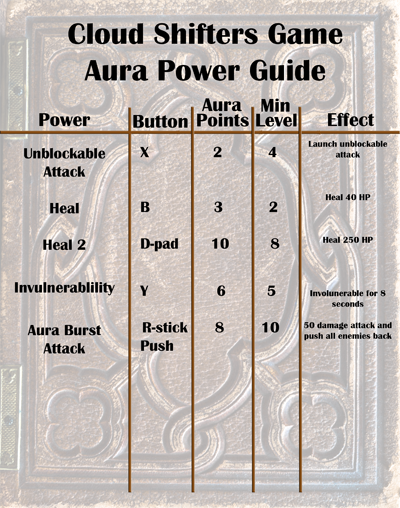 Cloud Shifters Game
Aura Power Guide
Power Button Aura Points Min Level Effect
Unblockable Attack X 2 4 Launch unblockable attack
Heal B 3 2 Heal 40 HP
Heal 2 D-pad 10 8 Heal 250 HP
Invulnerablility Y 6 5 Involunerable for 8 seconds
Aura Burst Attack R-stick Push 8 10 50 damage attack and push all enemies back